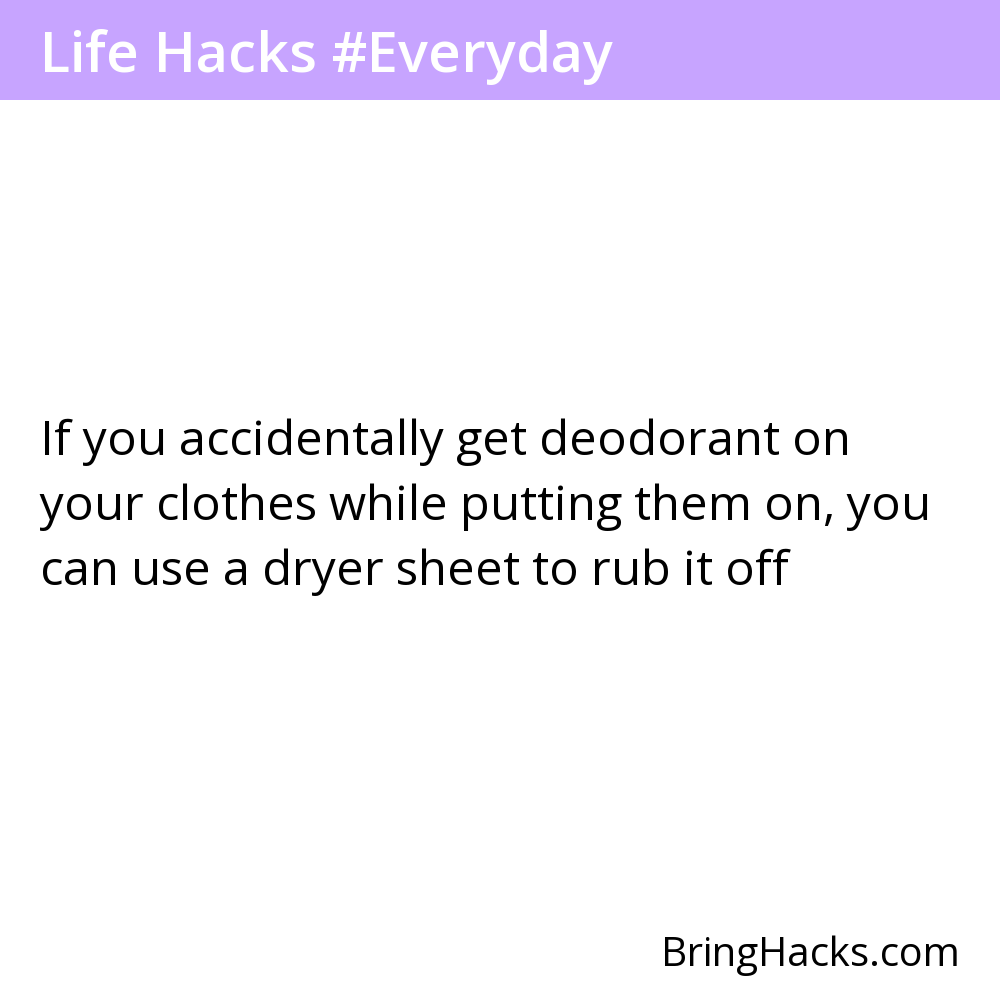 Life Hacks #Everyday
If you accidentally get deodorant on
your clothes while putting them on, you
can use a dryer sheet to rub it off
BringHacks.com